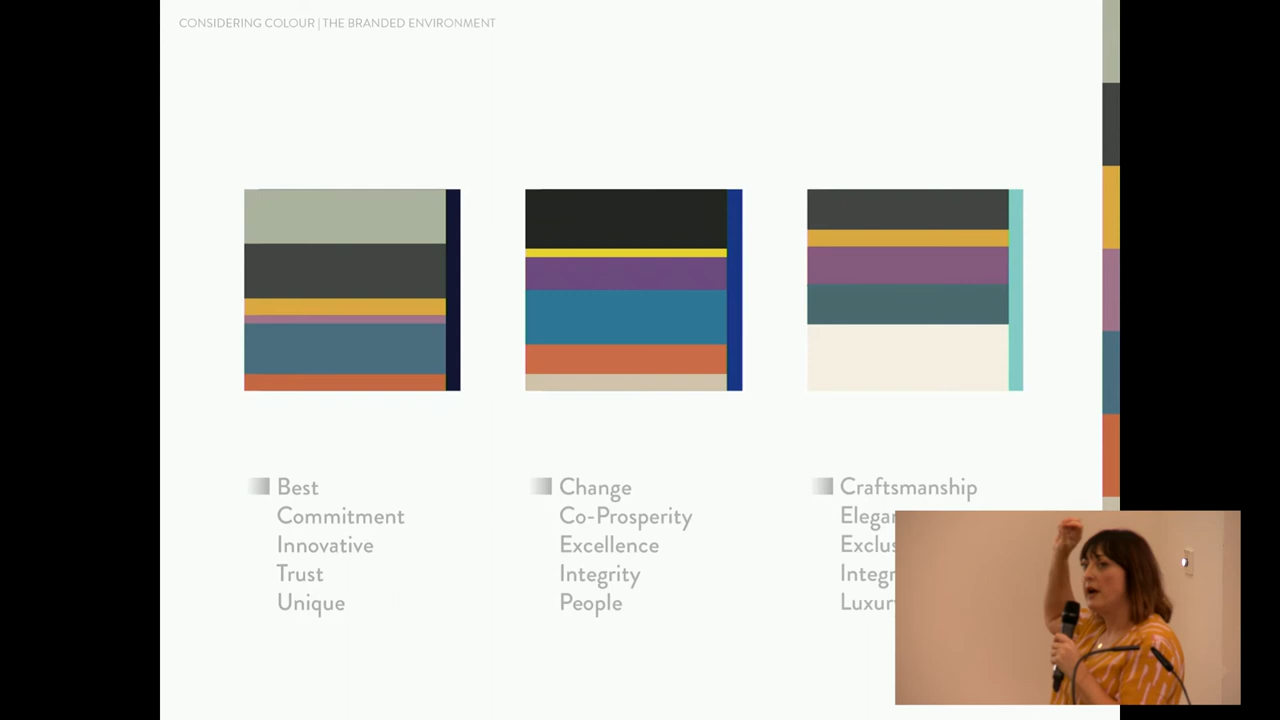 CONSIDERING COLOUR | THE BRANDED ENVIRONMENT
Best
Commitment
Innovative
Trust
Unique
Change
Co-Prosperity
Excellence
Integrity
People
Craftsmanship